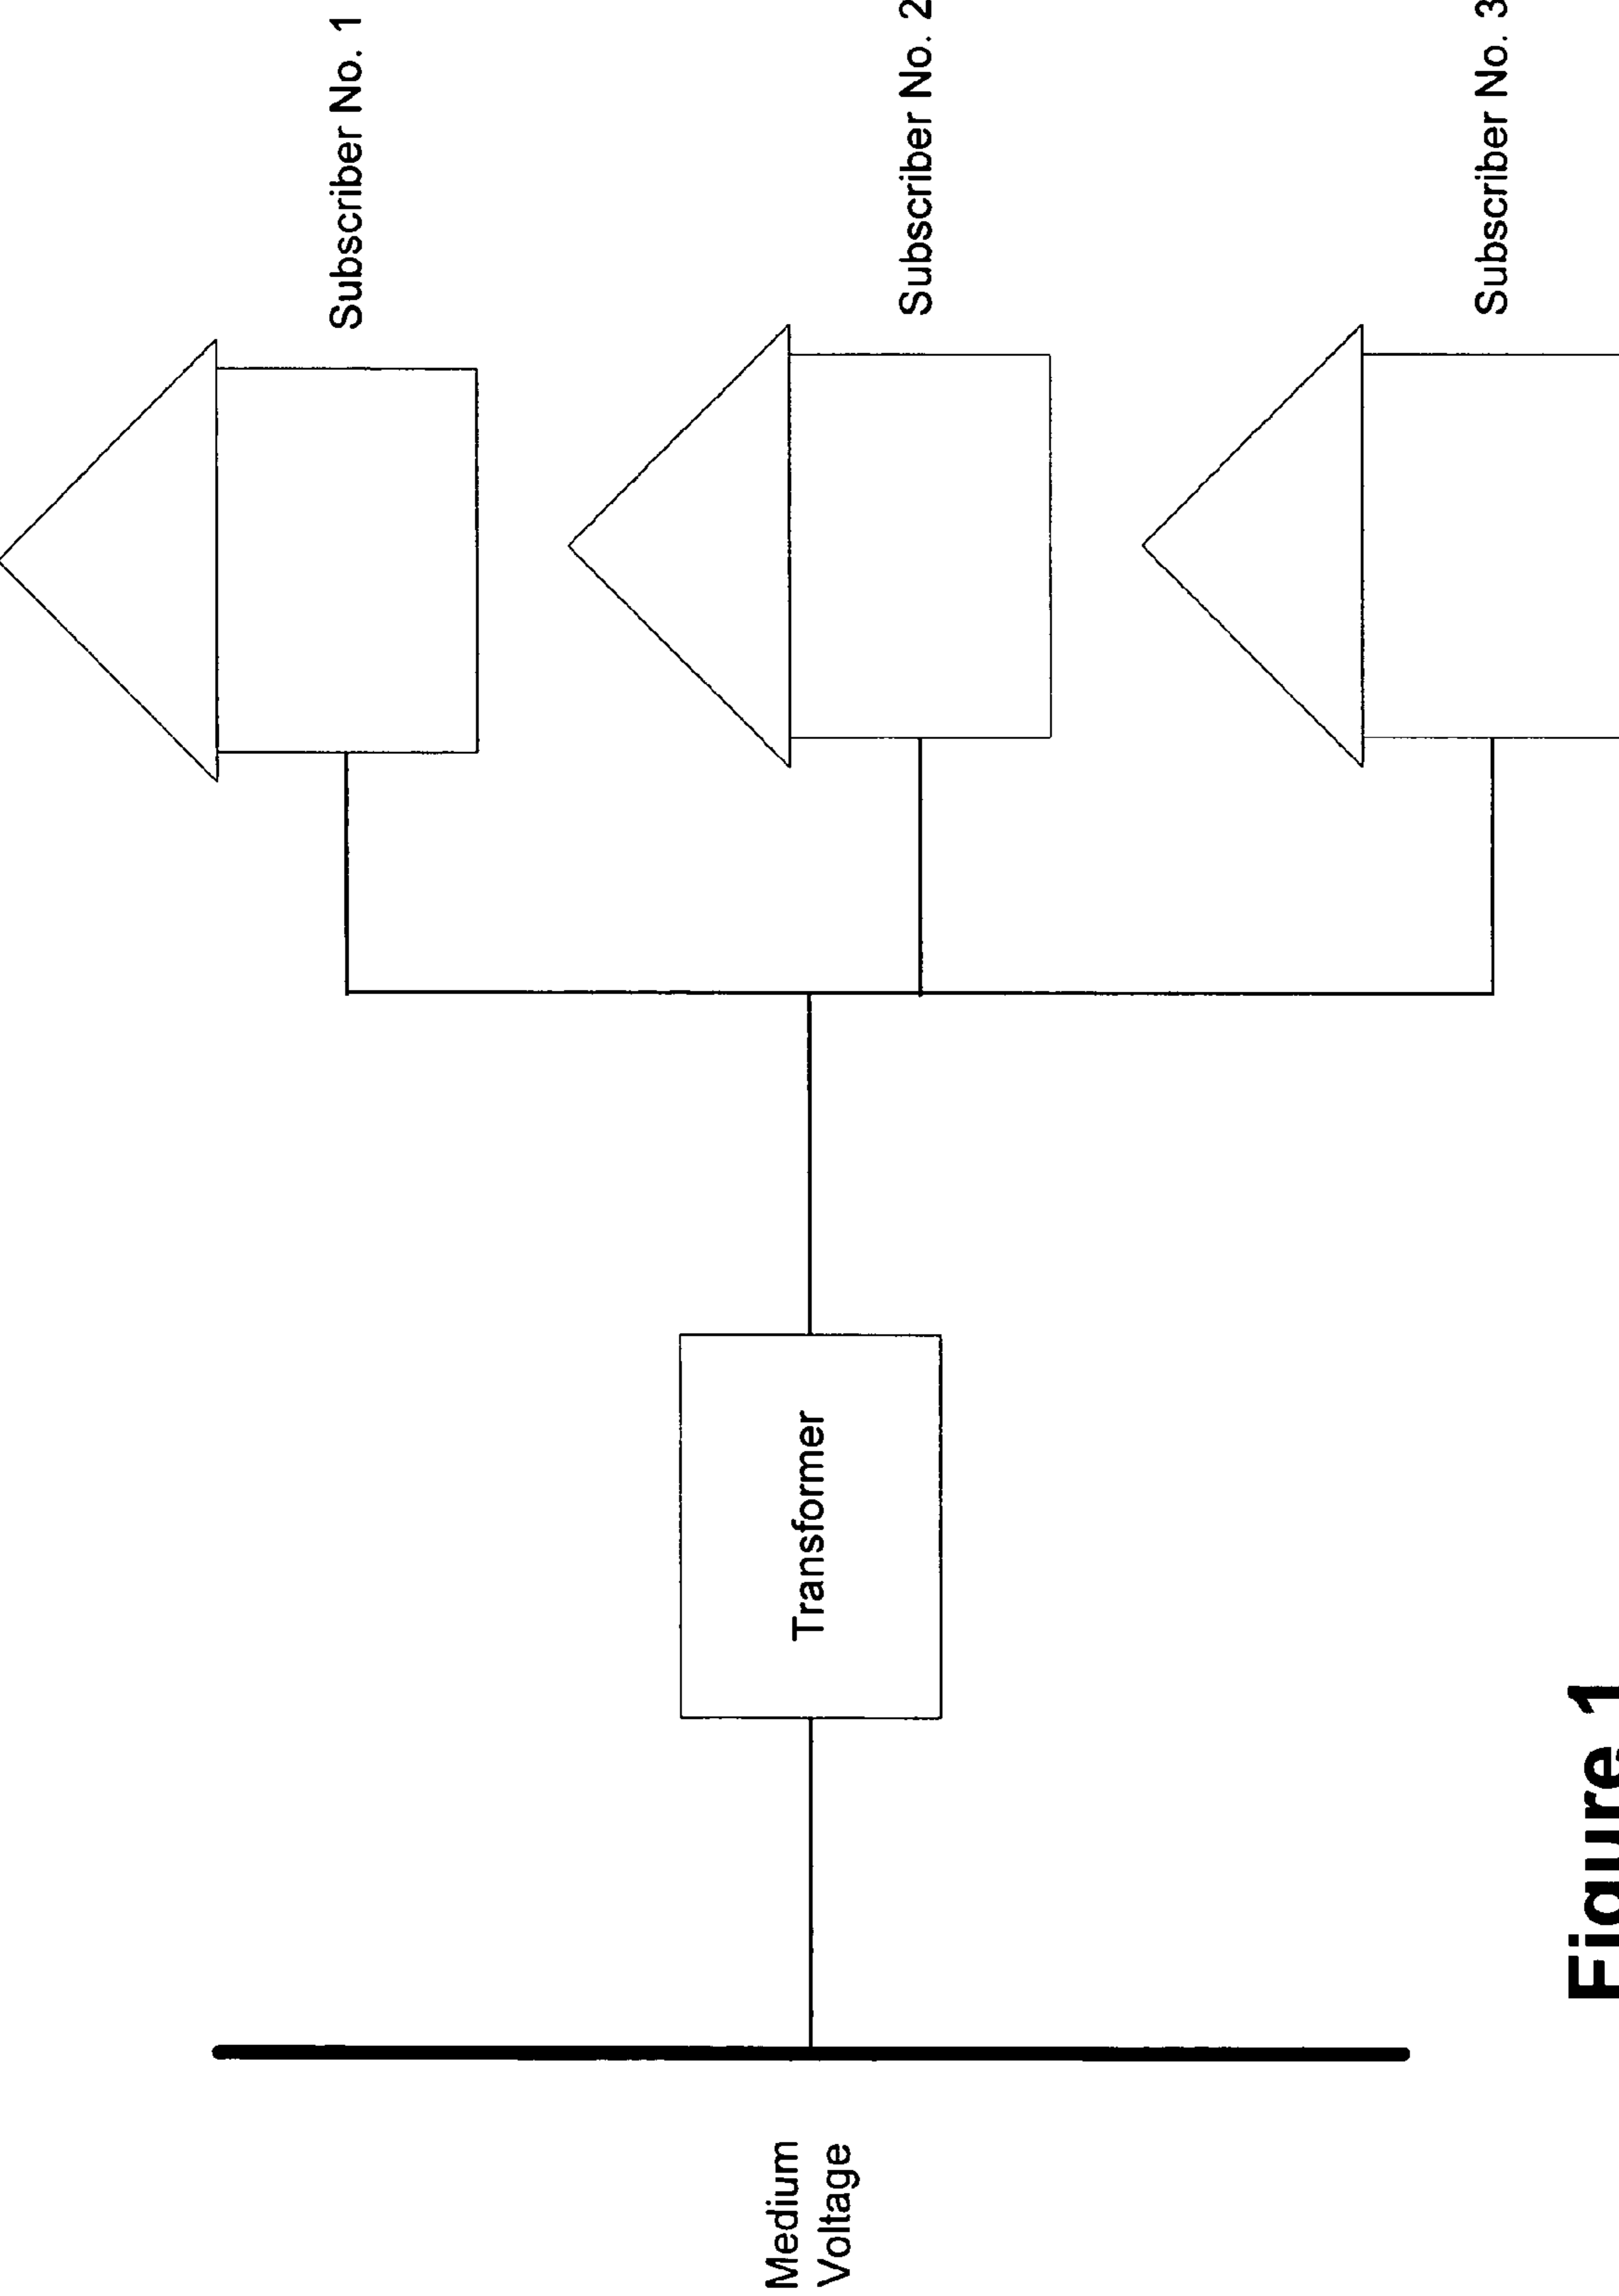 Subscriber No. 1
Subscriber No. 2
Subscriber No. 3
Transformer
Medium
Voltage
Figure 1